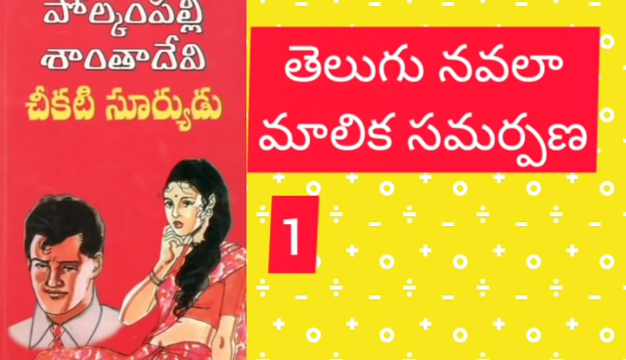 పోల్కంపల్లి
శాంతాదేవి
చీకటి సూర్యుడు
తెలుగు నవలా
మాలిక సమర్పణ
1